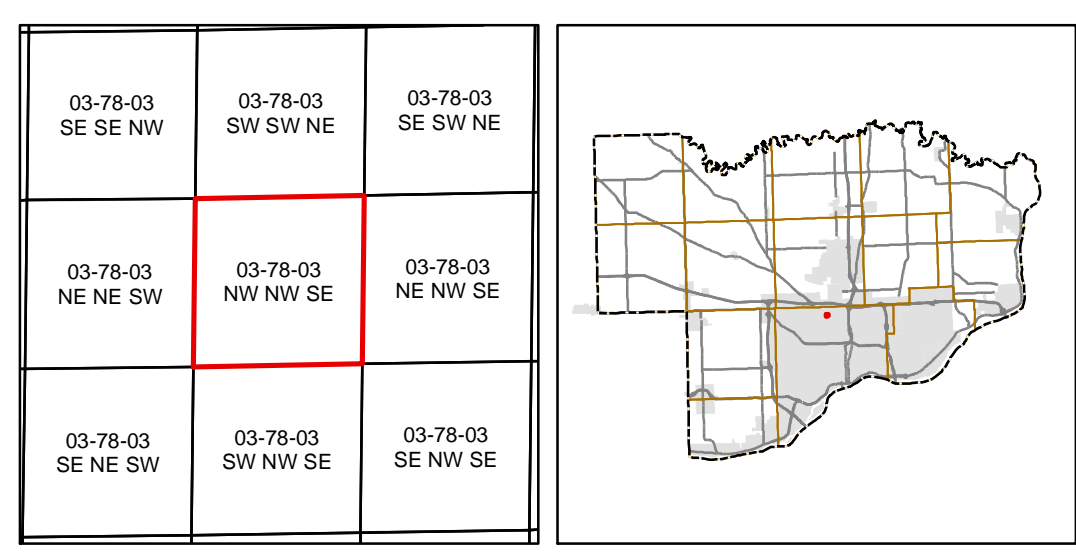 03-78-03
SE SE NW
03-78-03
SW SW NE
03-78-03
SE SW NE
03-78-03
NE NE SW
03-78-03
NW NW SE
03-78-03
NE NW SE
03-78-03
SE NE SW
03-78-03
SW NW SE
03-78-03
SE NW SE